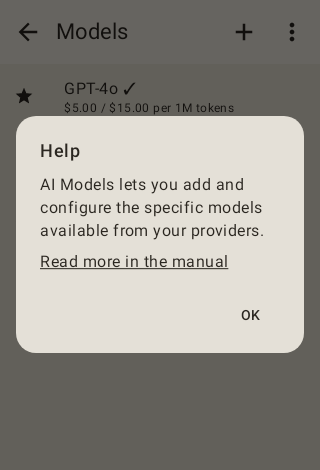 Models
GPT-4o ✓
$5.00 / $15.00 per 1M tokens
Help
AI Models lets you add and
configure the specific models
available from your providers.
Read more in the manual
OK